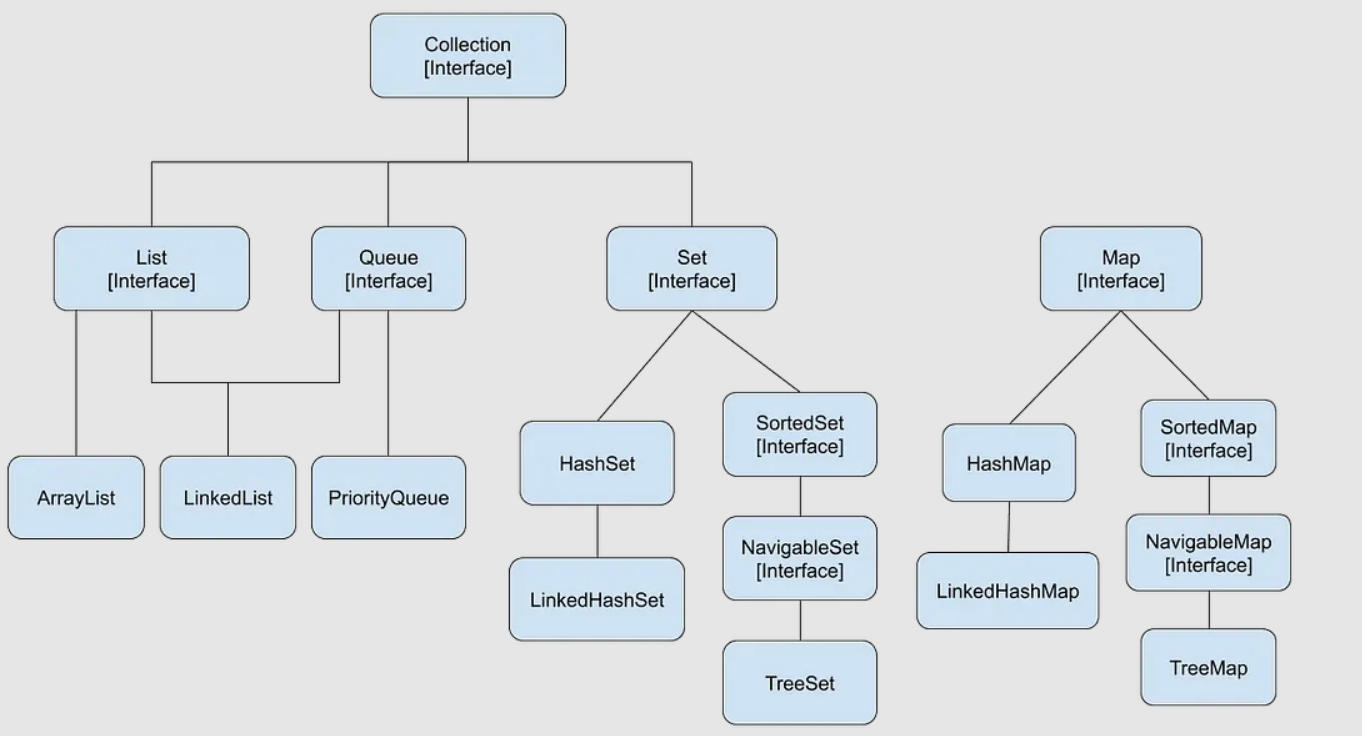 Collection
[Interface]
List
[Interface]
Queue
[Interface]
Set
[Interface]
Map
[Interface]
ArrayList
LinkedList
PriorityQueue
HashSet
SortedSet
[Interface]
HashMap
SortedMap
[Interface]
LinkedHashSet
NavigableSet
[Interface]
LinkedHashMap
NavigableMap
[Interface]
TreeSet
TreeMap